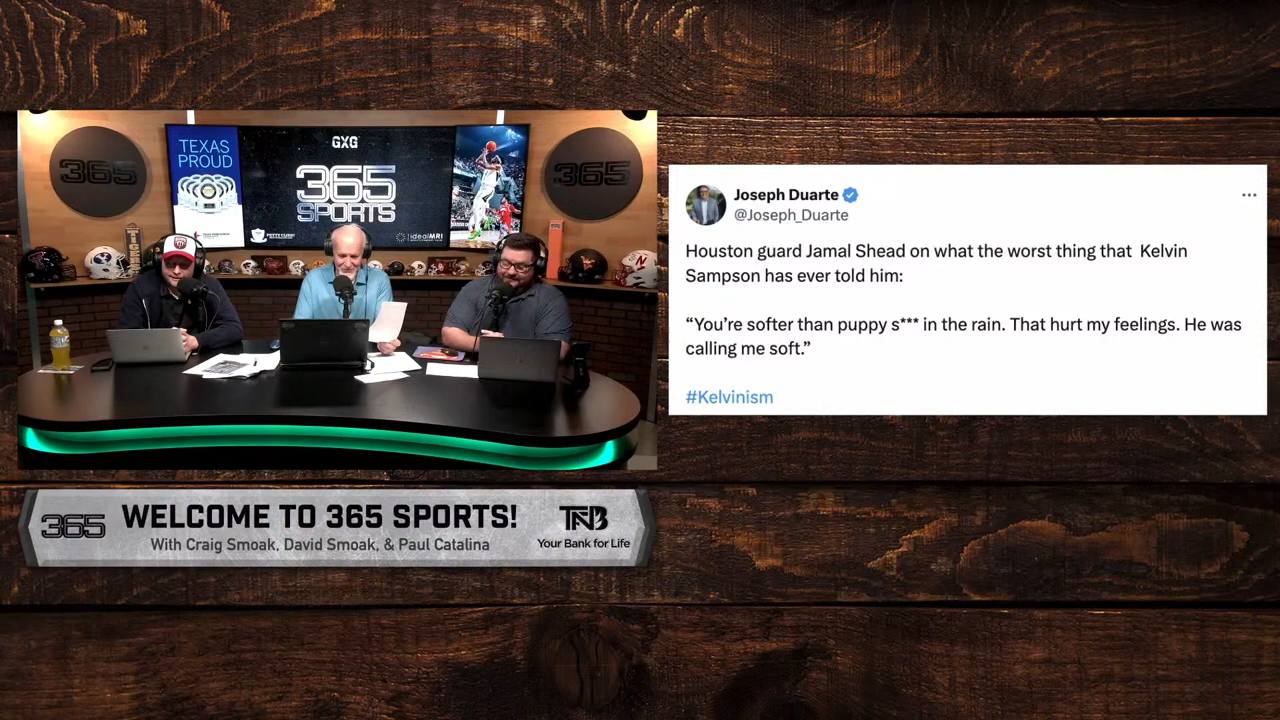 365
TEXAS
PROUD
GXG
365
SPORTS
idealMRI
365
TIGERS
Joseph Duarte
@Joseph_Duarte
Houston guard Jamal Shead on what the worst thing that Kelvin
Sampson has ever told him:
“You’re softer than puppy s*** in the rain. That hurt my feelings. He was
calling me soft.”
#Kelvinism
365
WELCOME TO 365 SPORTS!
With Craig Smoak, David Smoak, & Paul Catalina
TFNB
Your Bank for Life